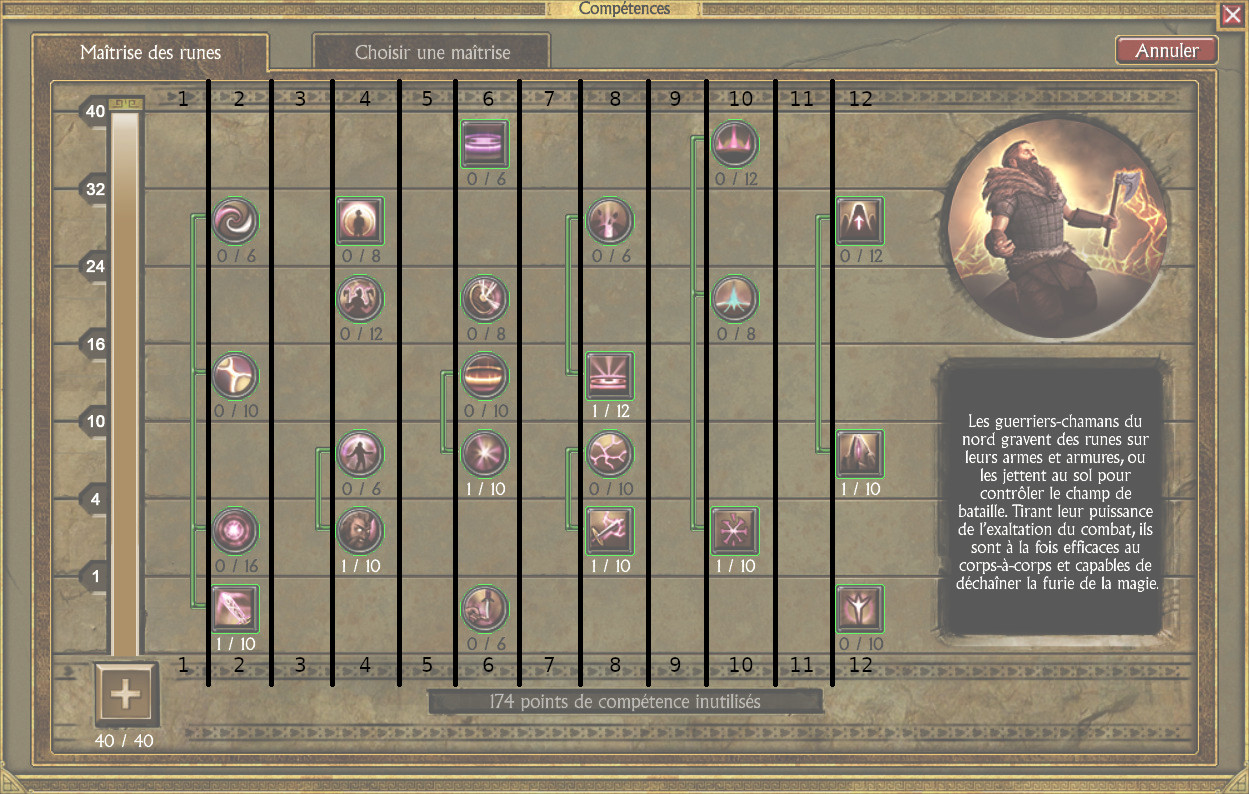 Compétences
Maîtrise des runes
Choisir une maîtrise
Annuler
1 2 3 4 5 6 7 8 9 10 11 12
40
0 / 6 0 / 12
32
0 / 6 0 / 8 0 / 6 0 / 12
24
0 / 12 0 / 8 0 / 8
16
0 / 10 0 / 10 1 / 12
10
0 / 6 1 / 10 0 / 10 1 / 10
4
0 / 16 1 / 10 1 / 10 1 / 10
1
1 / 10 0 / 6 0 / 10
1 2 3 4 5 6 7 8 9 10 11 12
174 points de compétence inutilisés
40 / 40
Les guerriers-chamans du
nord gravent des runes sur
leurs armes et armures, ou
les jettent au sol pour
contrôler le champ de
bataille. Tirant leur puissance
de l'exaltation du combat, ils
sont à la fois efficaces au
corps-à-corps et capables de
déchaîner la furie de la magie.